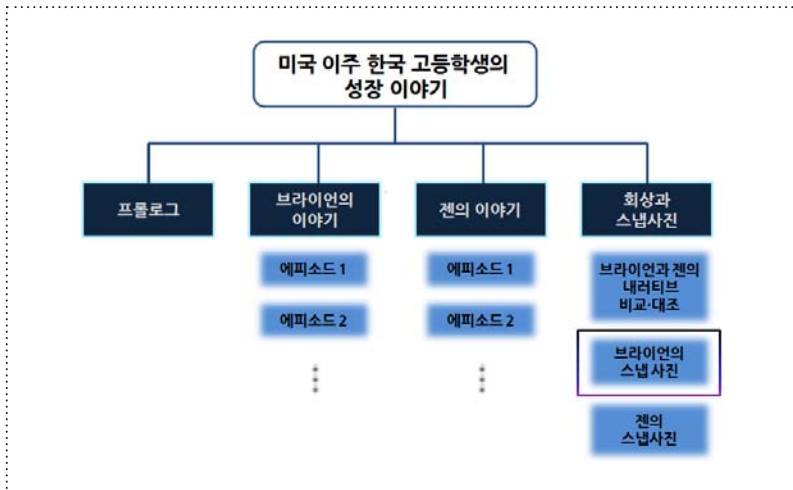 미국 이주 한국 고등학생의
성장 이야기
프롤로그
브라이언의
이야기
젠의 이야기
회상과
스냅사진
에피소드 1
에피소드 2
에피소드 1
에피소드 2
브라이언과 젠의
내러티브
비교·대조
브라이언의
스냅 사진
젠의
스냅사진